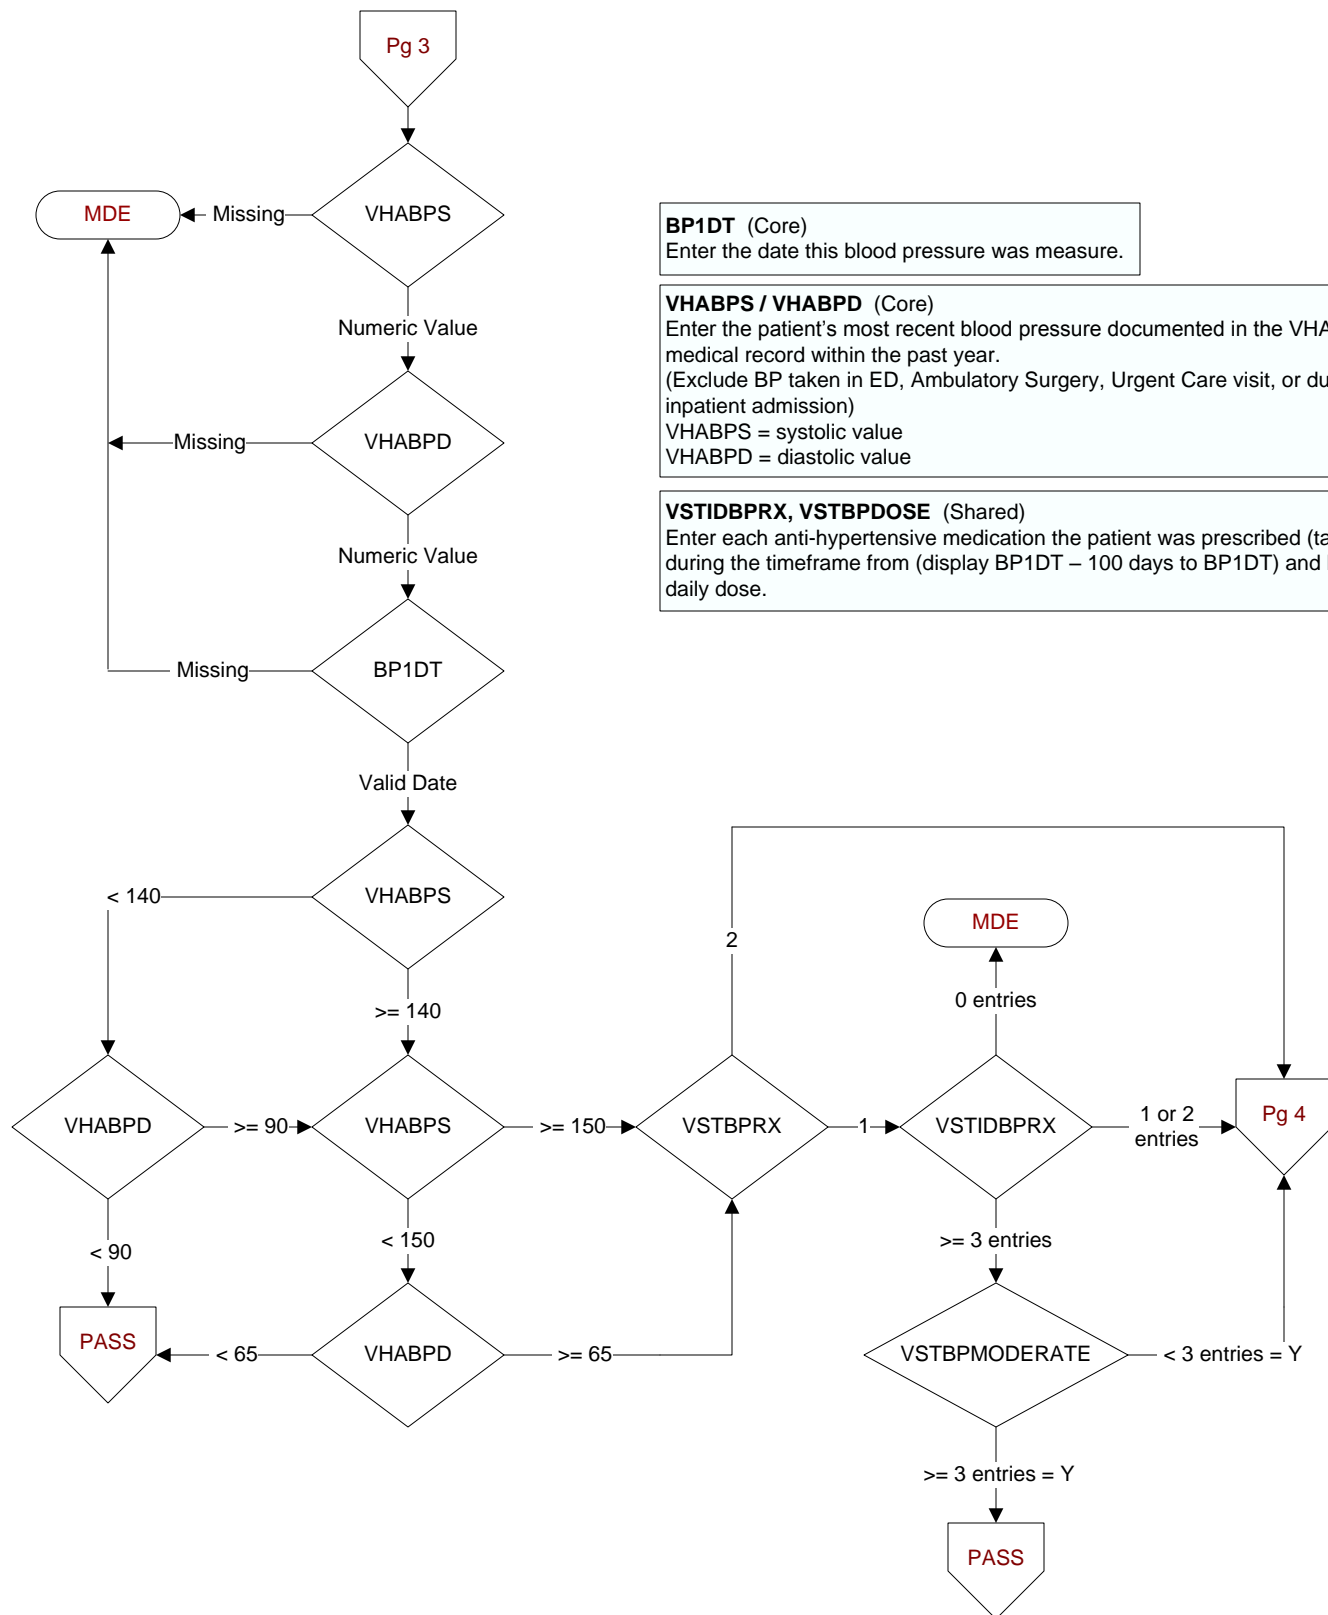 Pg 3
VHABPS
MDE
Missing
Numeric Value
BP1DT (Core)
Enter the date this blood pressure was measure.
VHABPS / VHABPD (Core)
Enter the patient's most recent blood pressure documented in the VHA
medical record within the past year.
(Exclude BP taken in ED, Ambulatory Surgery, Urgent Care visit, or
inpatient admission)
VHABPS = systolic value
VHABPD = diastolic value
VSTIDBPRX, VSTBPDOSE (Shared)
Enter each anti-hypertensive medication the patient was prescribed
during the timeframe from (display BP1DT – 100 days to BP1DT) and
daily dose.
VHABPD
Missing
Numeric Value
BP1DT
Missing
Valid Date
VHABPS
< 140
>= 140
VHABPD
>= 90
VHABPS
>= 150
VSTBPRX
2
1
MDE
0 entries
VSTIDBPRX
1 or 2
entries
Pg 4
< 90
PASS
< 150
VHABPD
< 65
>= 65
>= 3 entries
VSTBPMODERATE
< 3 entries = Y
>= 3 entries = Y
PASS